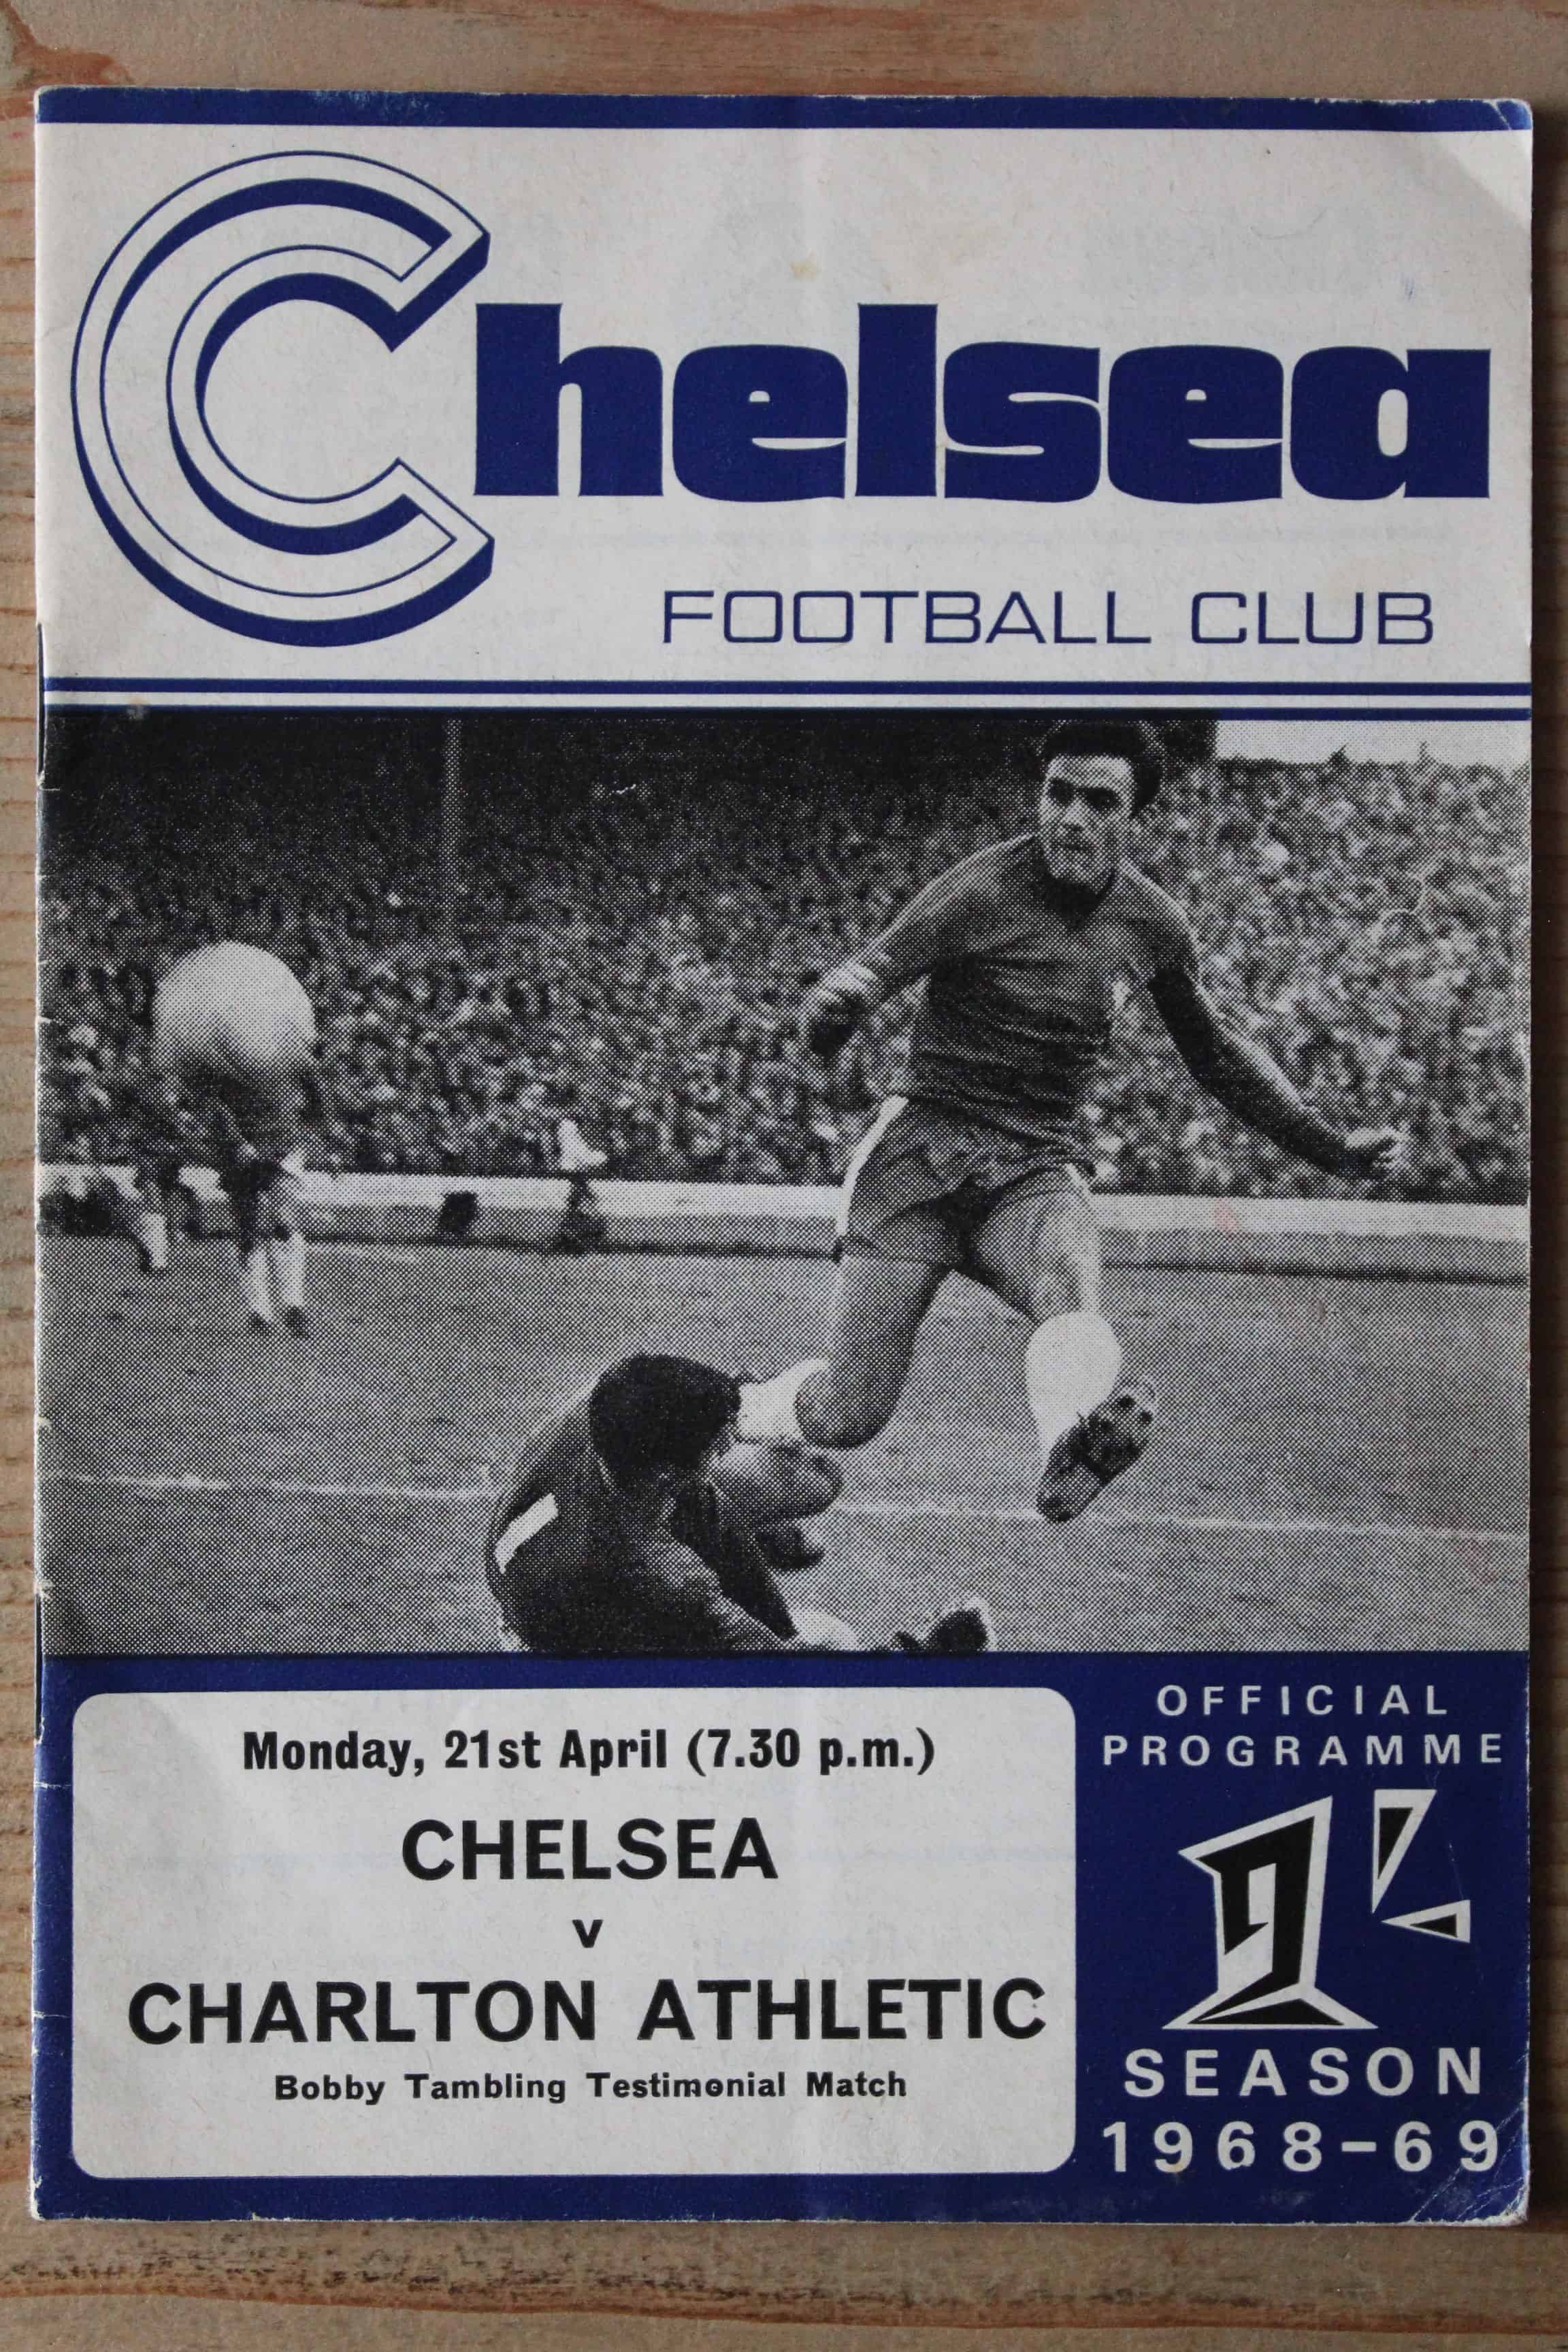 Chelsea
FOOTBALL CLUB
Monday, 21st April (7.30 p.m.)
CHELSEA
v
CHARLTON ATHLETIC
Bobby Tambling Testimonial Match
OFFICIAL
PROGRAMME
1/-
SEASON
1968-69